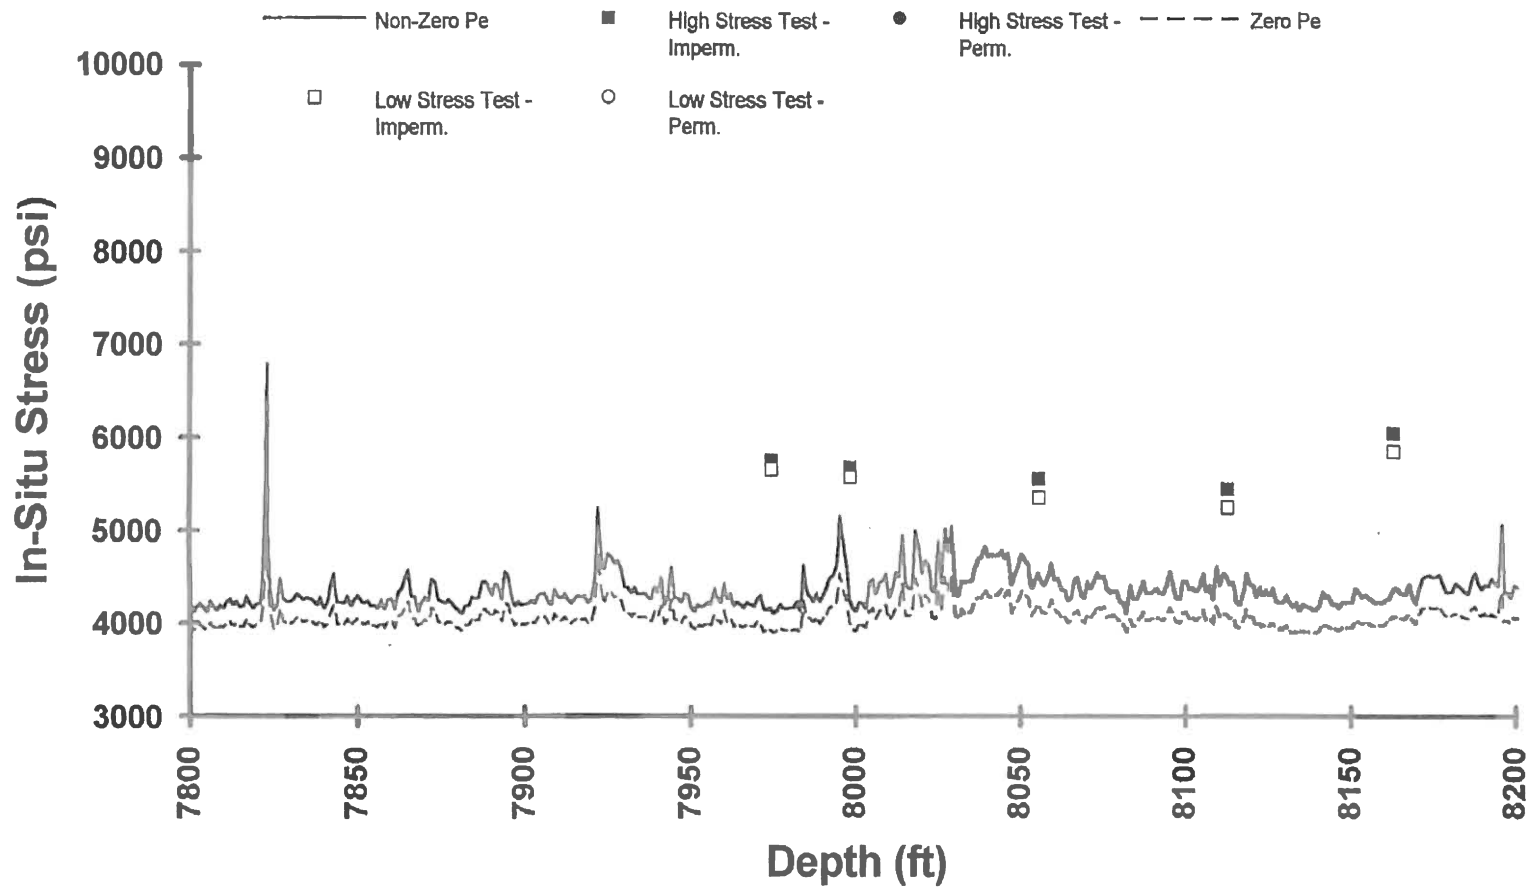 Non-Zero Pe
High Stress Test -
Imperm.
High Stress Test -
Perm.
Zero Pe
Low Stress Test -
Imperm.
Low Stress Test -
Perm.
In-Situ Stress (psi)
10000
9000
8000
7000
6000
5000
4000
3000
7800
7850
7900
7950
8000
8050
8100
8150
8200
Depth (ft)